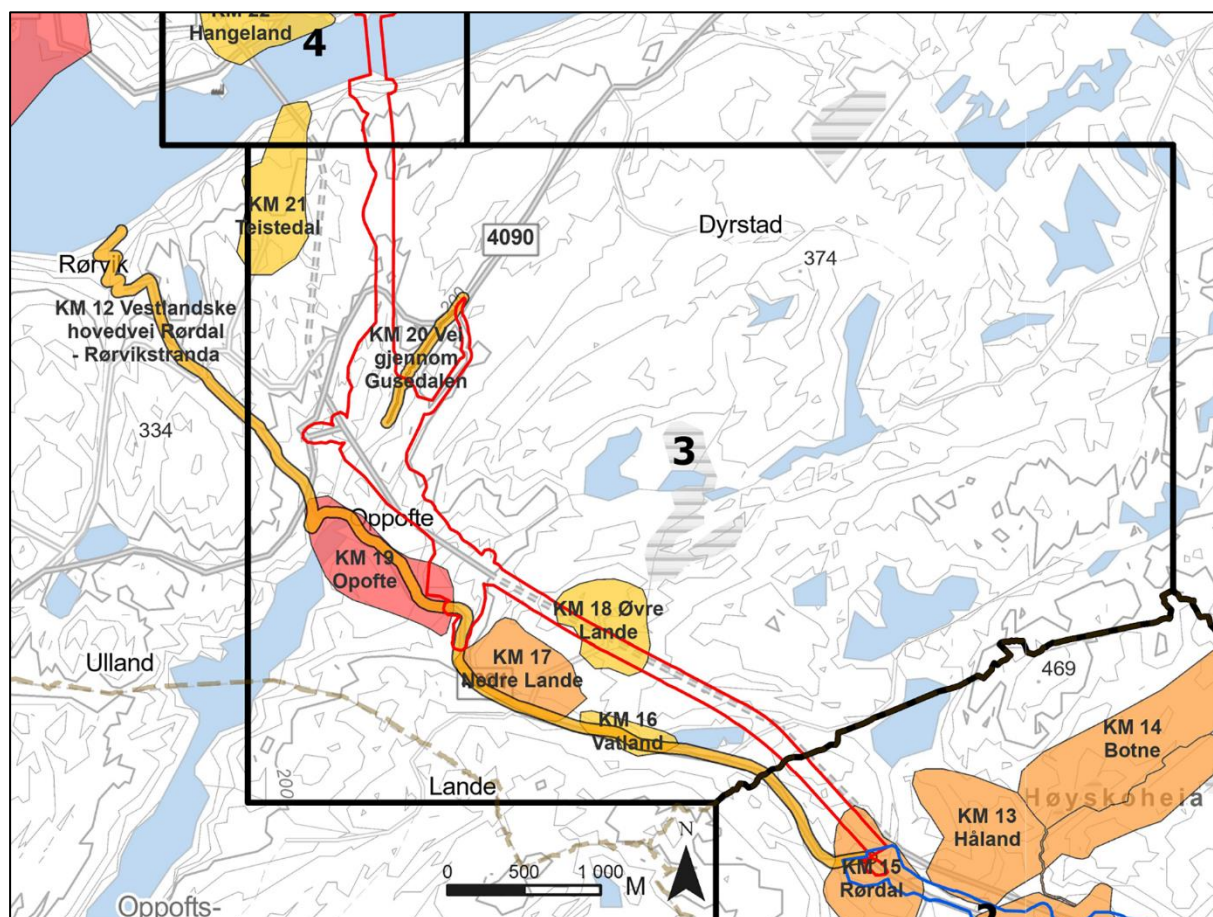 KM 22
Hangeland
4
KM 21
Teistedal
4090
Dyrstad
374
Rørvik
KM 12 Vestlandske
hovedvei Rørdal
- Rørvikstranda
200
KM 20 Vei
gjennom
Gusedalen
334
3
Oppofte
KM 19
Opofte
KM 18 Øvre
Lande
Ulland
KM 17
Nedre Lande
469
KM 16
Vatland
KM 14
Botne
200
Lande
Høyskoheia
KM 13
Håland
N
0 500 1 000 M
KM 15
Rørdal
Oppofts-
2